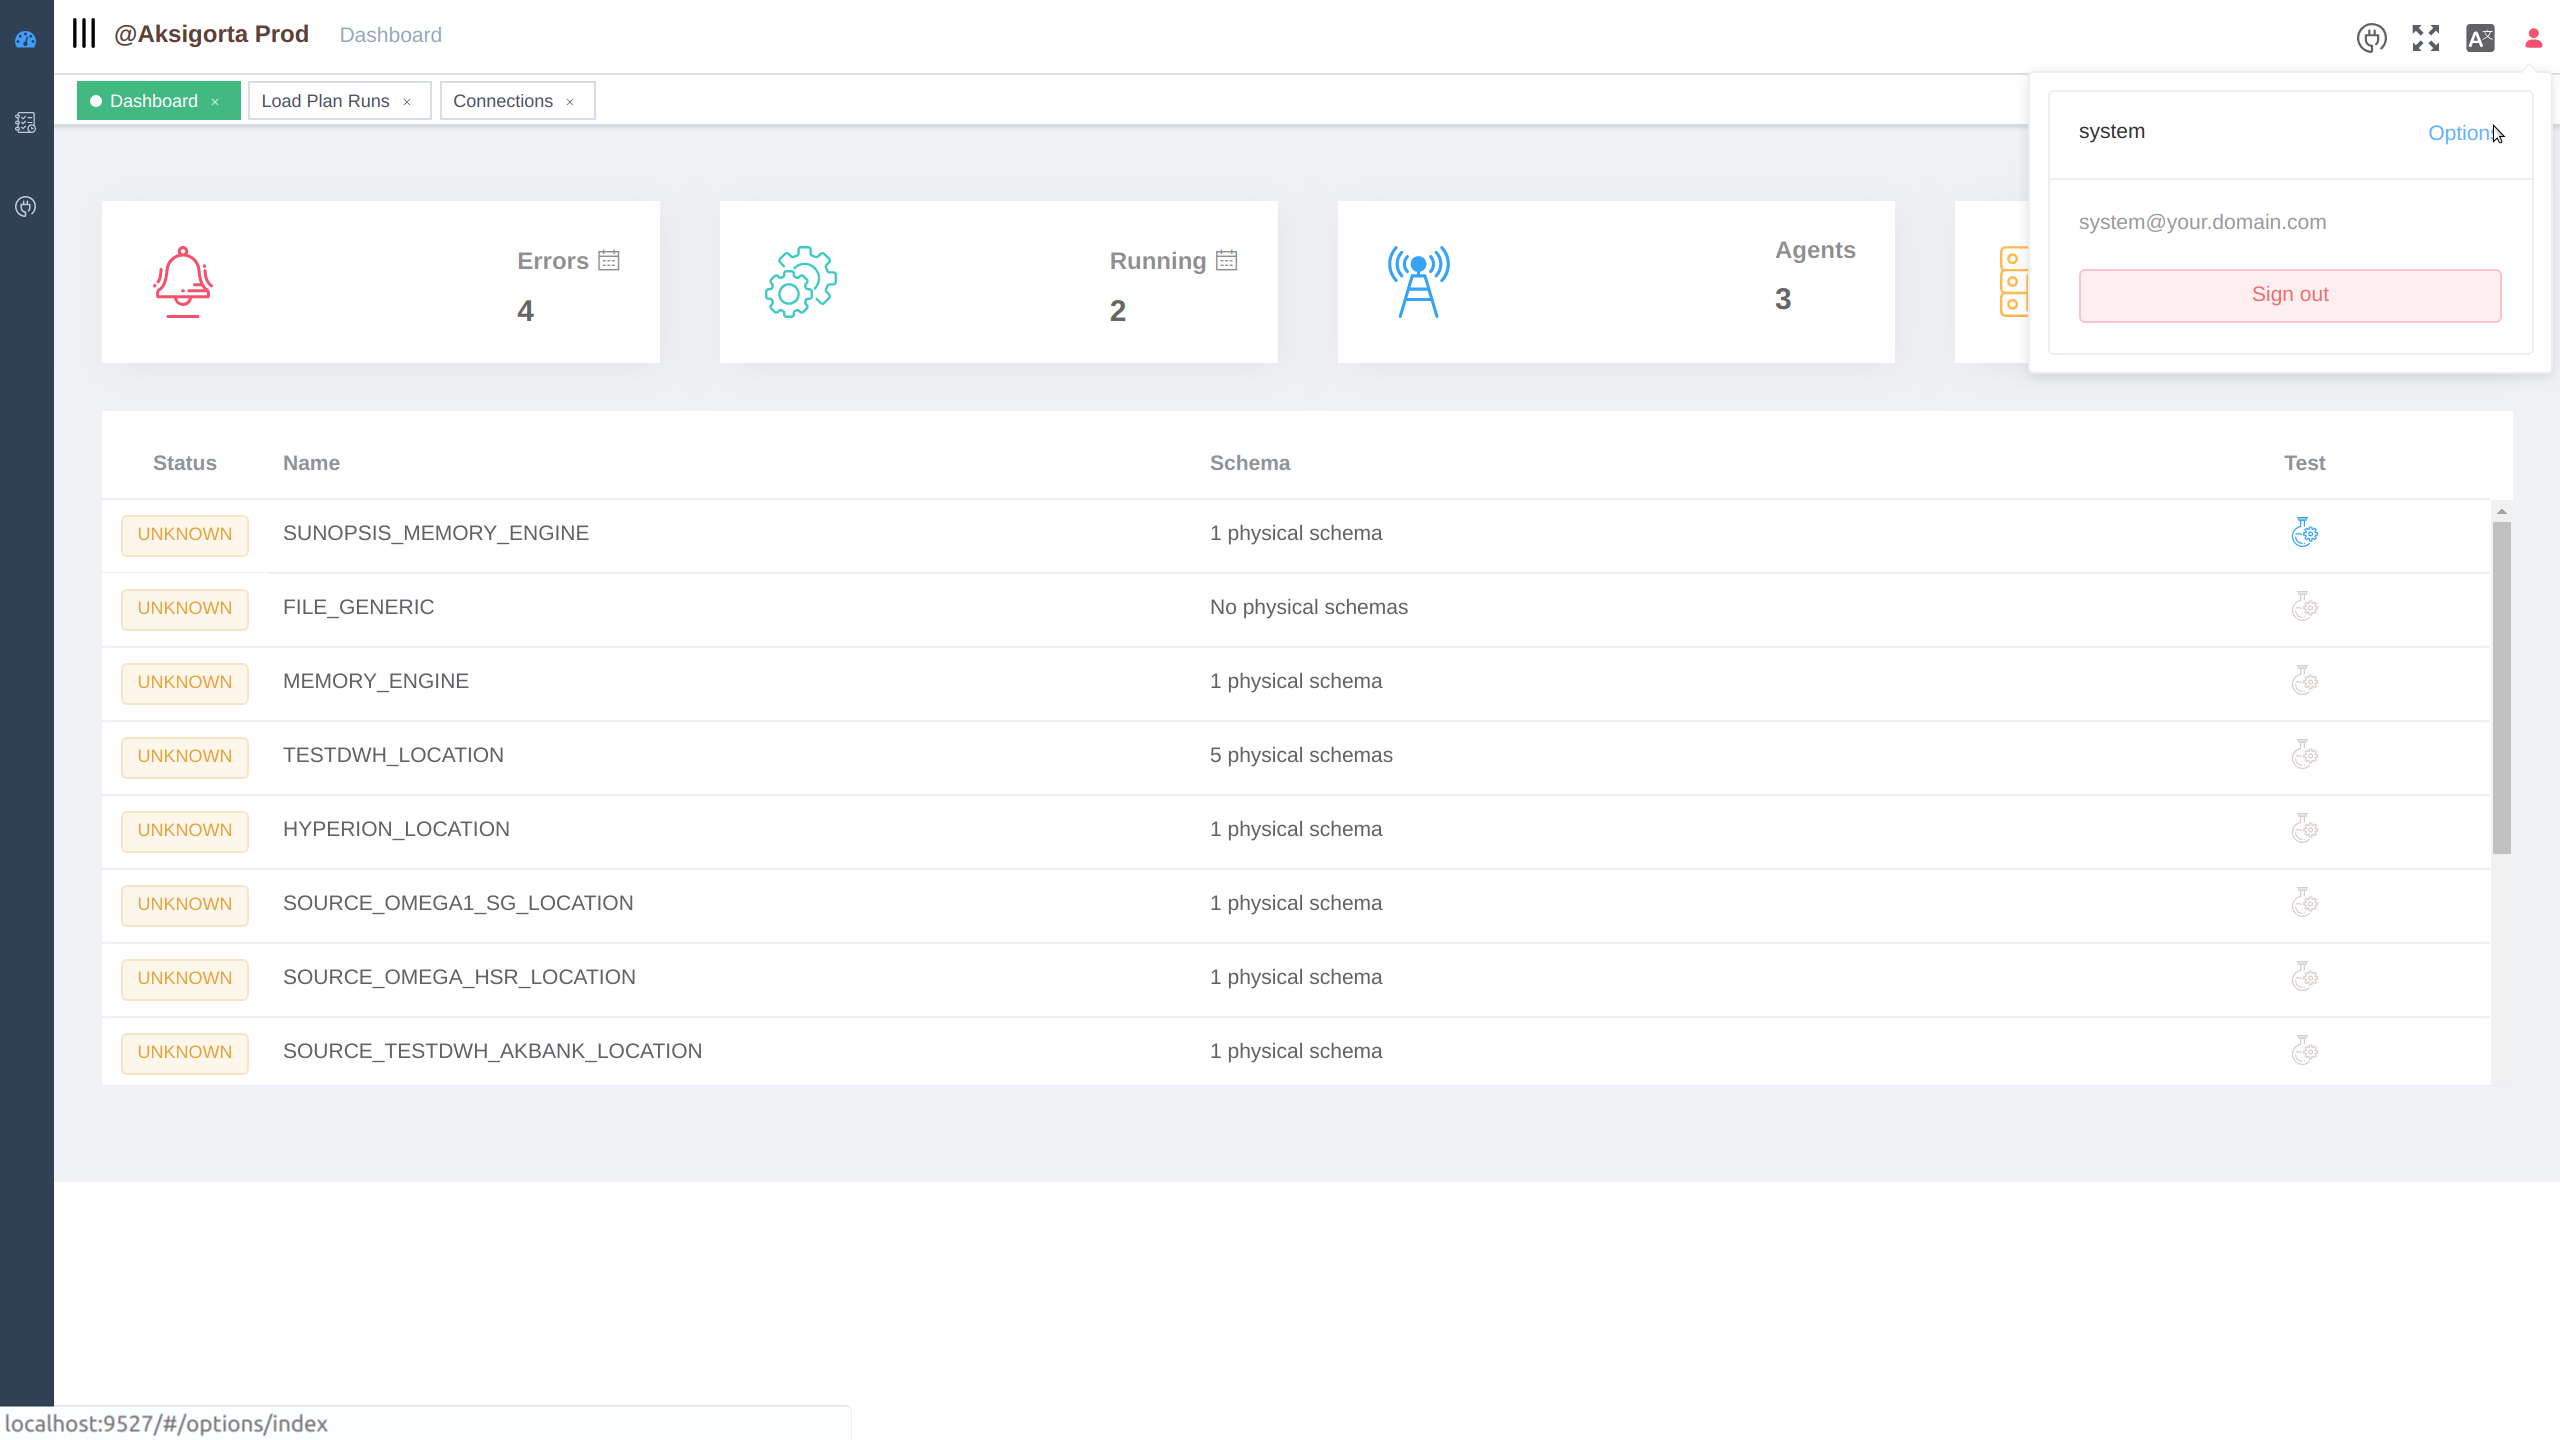 @Aksigorta Prod Dashboard
Dashboard × Load Plan Runs × Connections ×
system Options
system@your.domain.com
Sign out
Errors
4
Running
2
Agents
3
Status Name Schema Test
UNKNOWN SUNOPSIS_MEMORY_ENGINE 1 physical schema
UNKNOWN FILE_GENERIC No physical schemas
UNKNOWN MEMORY_ENGINE 1 physical schema
UNKNOWN TESTDWH_LOCATION 5 physical schemas
UNKNOWN HYPERION_LOCATION 1 physical schema
UNKNOWN SOURCE_OMEGA1_SG_LOCATION 1 physical schema
UNKNOWN SOURCE_OMEGA_HSR_LOCATION 1 physical schema
UNKNOWN SOURCE_TESTDWH_AKBANK_LOCATION 1 physical schema
localhost:9527/#/options/index